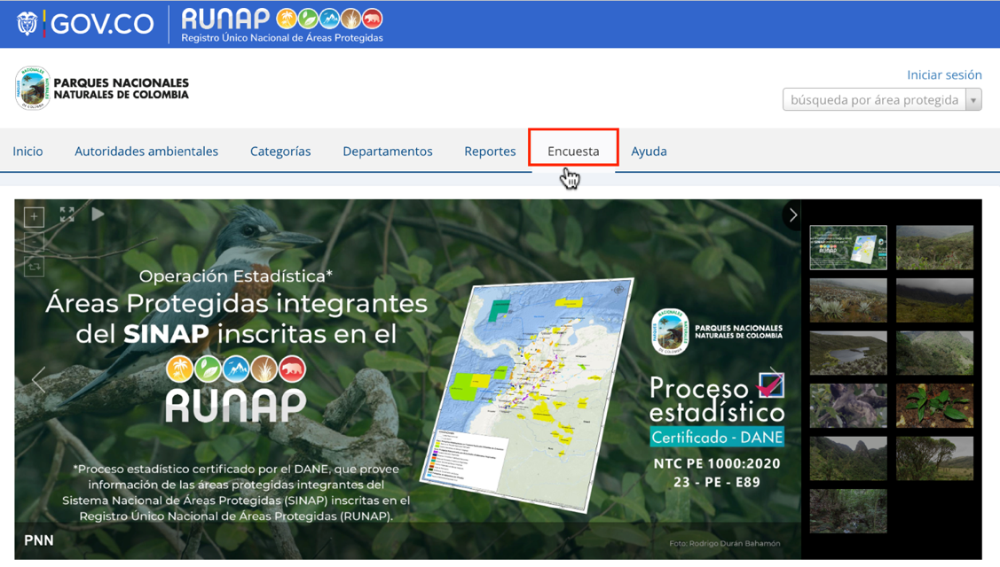 GOV.CO
RUNAP
Registro Único Nacional de Áreas Protegidas
PARQUES NACIONALES
NATURALES DE COLOMBIA
Iniciar sesión
búsqueda por área protegida
Inicio
Autoridades ambientales
Categorías
Departamentos
Reportes
Encuesta
Ayuda
Operación Estadística*
Áreas Protegidas integrantes
del SINAP inscritas en el
RUNAP
*Proceso estadístico certificado por el DANE, que provee
información de las áreas protegidas integrantes del
Sistema Nacional de Áreas Protegidas (SINAP) inscritas en el
Registro Único Nacional de Áreas Protegidas (RUNAP).
PNN
PARQUES NACIONALES
NATURALES DE COLOMBIA
Proceso
estadístico
Certificado - DANE
NTC PE 1000:2020
23 - PE - E89
Foto: Rodrigo Durán Bahamón